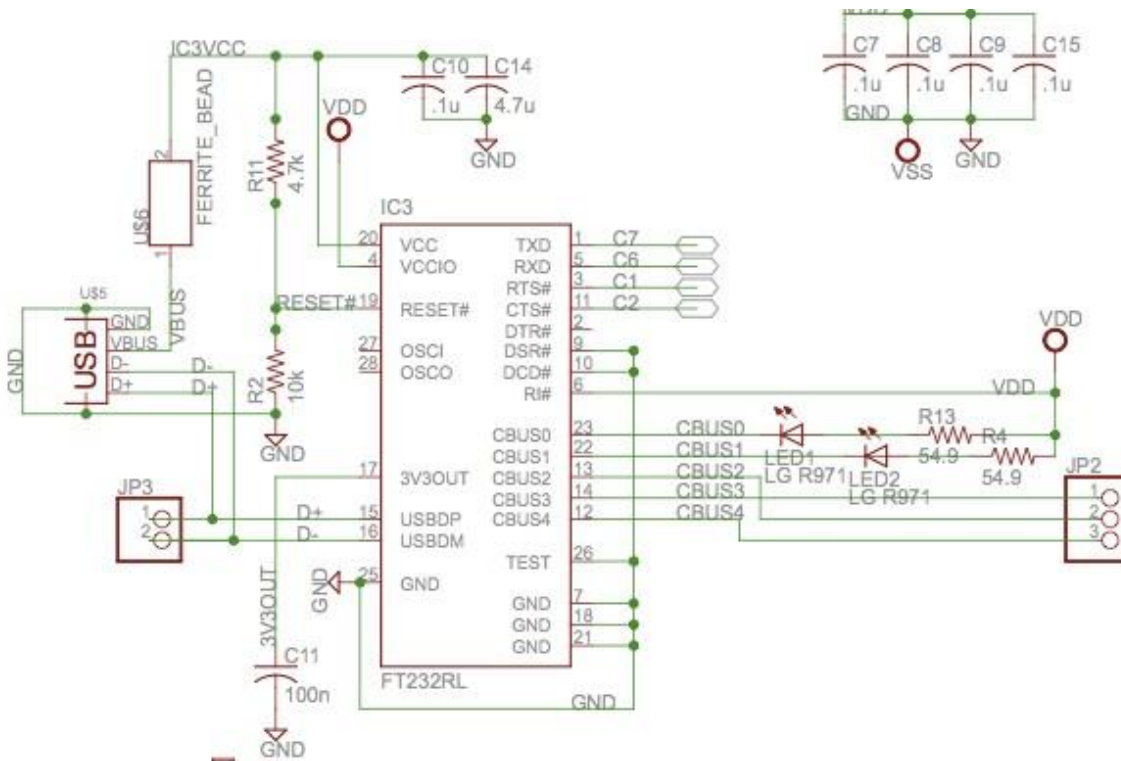 IC3VCC
C10
.1u
C14
4.7u
GND
VDD
C7
.1u
C8
.1u
C9
.1u
C15
.1u
GND
VSS
GND
2
FERRITE_BEAD
U$6
1
VBUS
R11
4.7k
IC3
20 VCC TXD 1 C7
4 VCCIO RXD 5 C6
RTS# 3 C1
RESET# 19 RESET# CTS# 11 C2
DTR# 2
27 OSCI DSR# 9
28 OSCO DCD# 10
RI# 6 VDD
VDD
U$5
USB
GND
VBUS
D- D-
D+ D+
GND
R2
10k
GND
CBUS0 23 CBUS0
CBUS1 22 CBUS1
17 3V3OUT CBUS2 13 CBUS2
CBUS3 14 CBUS3
15 USBDP CBUS4 12 CBUS4
16 USBDM
TEST 26
25 GND
GND 7
GND 18
GND 21
LED1
LG R971
LED2
LG R971
R13
54.9
R4
54.9
JP2
1
2
3
JP3
1
2
D+
D-
GND
3V3OUT
C11
100n
GND
FT232RL
GND